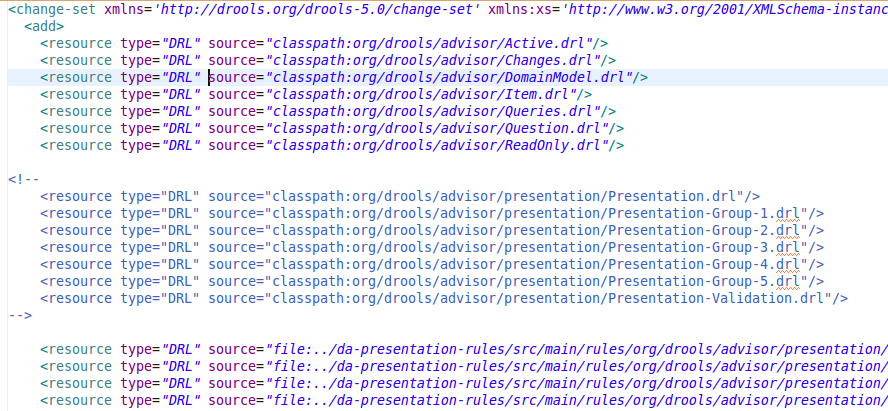 <change-set xmlns='http://drools.org/drools-5.0/change-set' xmlns:xs='http://www.w3.org/2001/XMLSchema-instanc
<add>
<resource type="DRL" source="classpath:org/drools/advisor/Active.drl"/>
<resource type="DRL" source="classpath:org/drools/advisor/Changes.drl"/>
<resource type="DRL" source="classpath:org/drools/advisor/DomainModel.drl"/>
<resource type="DRL" source="classpath:org/drools/advisor/Item.drl"/>
<resource type="DRL" source="classpath:org/drools/advisor/Queries.drl"/>
<resource type="DRL" source="classpath:org/drools/advisor/Question.drl"/>
<resource type="DRL" source="classpath:org/drools/advisor/ReadOnly.drl"/>
<!--
<resource type="DRL" source="classpath:org/drools/advisor/presentation/Presentation.drl"/>
<resource type="DRL" source="classpath:org/drools/advisor/presentation/Presentation-Group-1.drl"/>
<resource type="DRL" source="classpath:org/drools/advisor/presentation/Presentation-Group-2.drl"/>
<resource type="DRL" source="classpath:org/drools/advisor/presentation/Presentation-Group-3.drl"/>
<resource type="DRL" source="classpath:org/drools/advisor/presentation/Presentation-Group-4.drl"/>
<resource type="DRL" source="classpath:org/drools/advisor/presentation/Presentation-Group-5.drl"/>
<resource type="DRL" source="classpath:org/drools/advisor/presentation/Presentation-Validation.drl"/>
-->
<resource type="DRL" source="file:../da-presentation-rules/src/main/rules/org/drools/advisor/presentation/
<resource type="DRL" source="file:../da-presentation-rules/src/main/rules/org/drools/advisor/presentation/
<resource type="DRL" source="file:../da-presentation-rules/src/main/rules/org/drools/advisor/presentation/
<resource type="DRL" source="file:../da-presentation-rules/src/main/rules/org/drools/advisor/presentation/